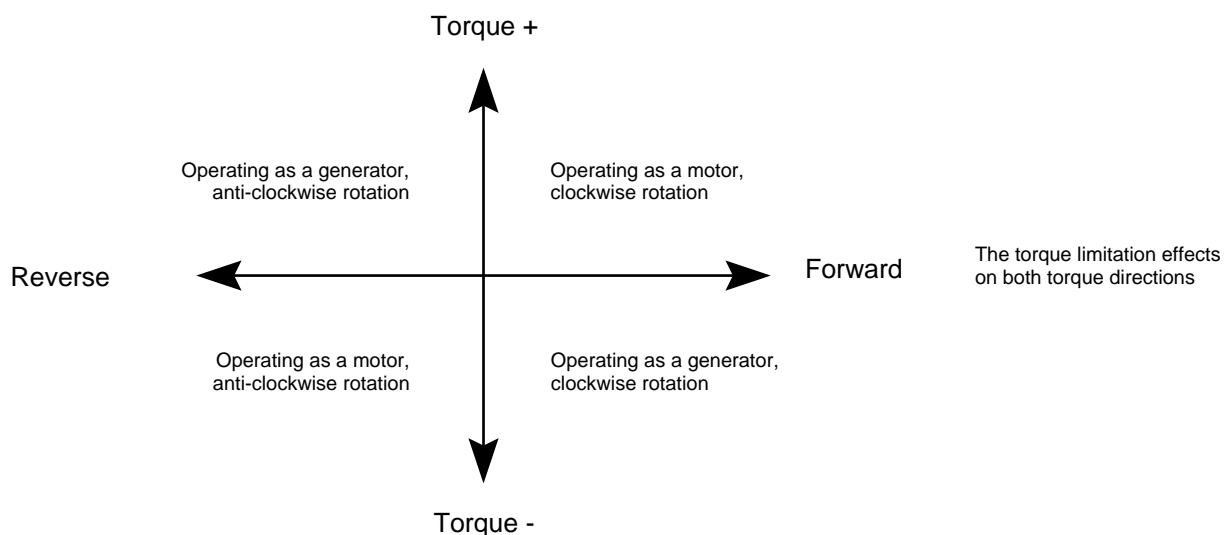 Torque +
Operating as a generator,
anti-clockwise rotation
Operating as a motor,
clockwise rotation
Reverse
Forward
The torque limitation effects
on both torque directions
Operating as a motor,
anti-clockwise rotation
Operating as a generator,
clockwise rotation
Torque -